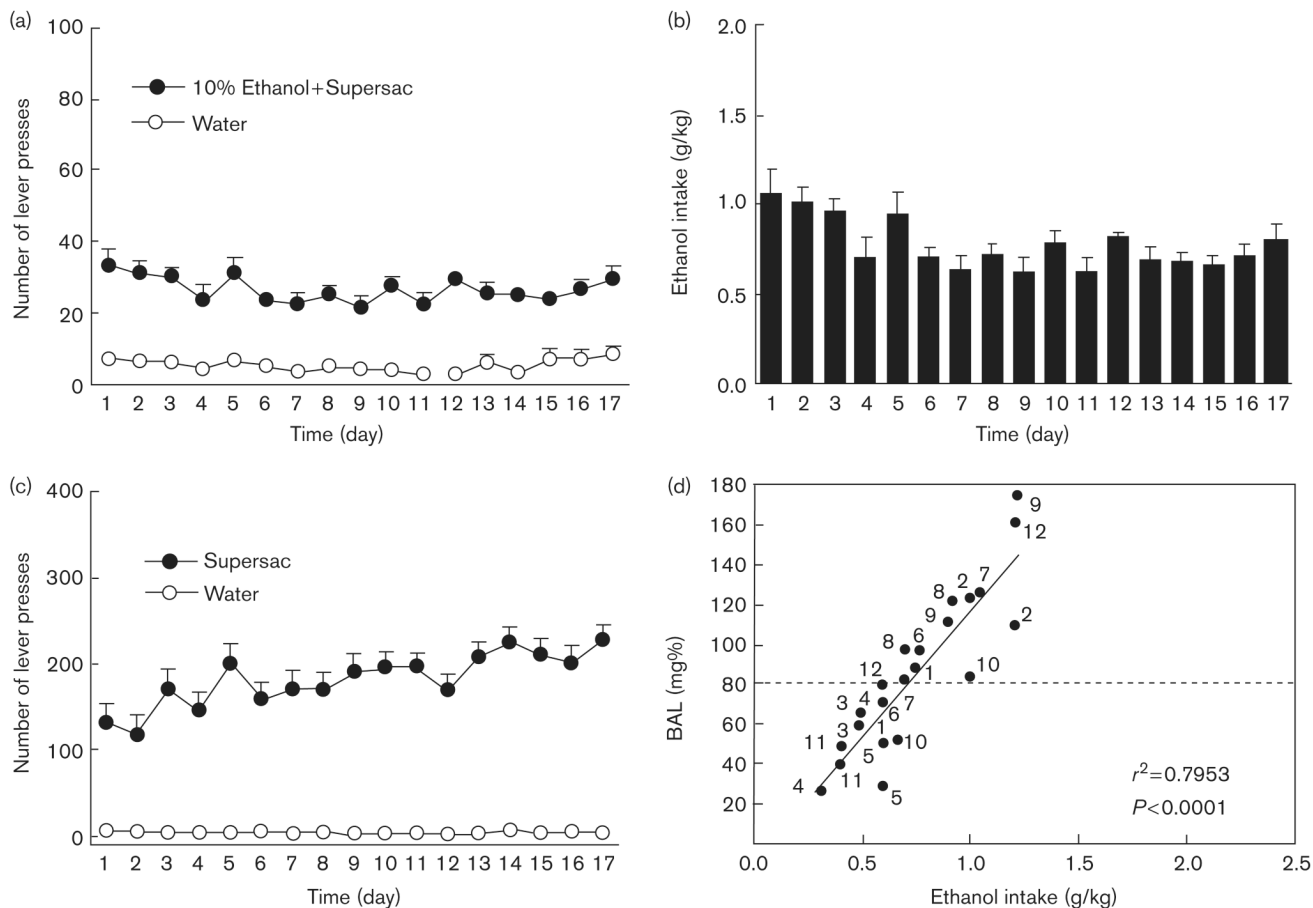 (a)
100
80
60
40
20
0
Number of lever presses
10% Ethanol+Supersac
Water
1 2 3 4 5 6 7 8 9 10 11 12 13 14 15 16 17
Time (day)
(b)
2.0
1.5
1.0
0.5
0.0
Ethanol intake (g/kg)
1 2 3 4 5 6 7 8 9 10 11 12 13 14 15 16 17
Time (day)
(c)
400
300
200
100
0
Number of lever presses
Supersac
Water
1 2 3 4 5 6 7 8 9 10 11 12 13 14 15 16 17
Time (day)
(d)
180
160
140
120
100
80
60
40
20
BAL (mg%)
9
12
8 2 7
9 2
8 6
12 1 10
3 4 6 7
3 1
11 5 10
4 11 5
r²=0.7953
P<0.0001
0.0 0.5 1.0 1.5 2.0 2.5
Ethanol intake (g/kg)